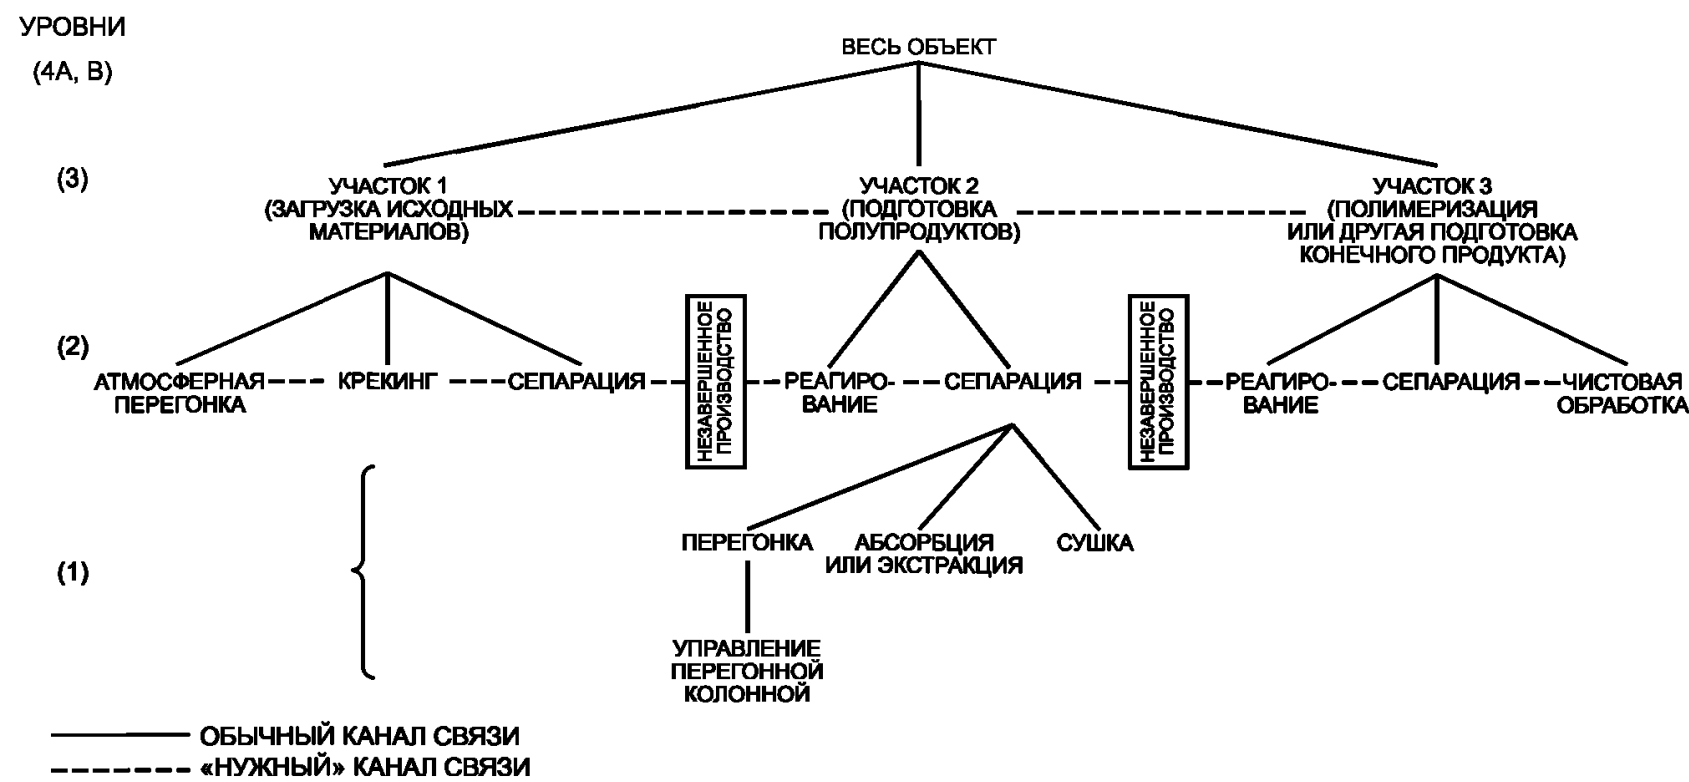 УРОВНИ
(4А, В)
ВЕСЬ ОБЪЕКТ
(3)
УЧАСТОК 1
(ЗАГРУЗКА ИСХОДНЫХ
МАТЕРИАЛОВ)
УЧАСТОК 2
(ПОДГОТОВКА
ПОЛУПРОДУКТОВ)
УЧАСТОК 3
(ПОЛИМЕРИЗАЦИЯ
ИЛИ ДРУГАЯ ПОДГОТОВКА
КОНЕЧНОГО ПРОДУКТА)
(2)
АТМОСФЕРНАЯ
ПЕРЕГОНКА
КРЕКИНГ
СЕПАРАЦИЯ
НЕЗАВЕРШЕННОЕ
ПРОИЗВОДСТВО
РЕАГИРО-
ВАНИЕ
СЕПАРАЦИЯ
НЕЗАВЕРШЕННОЕ
ПРОИЗВОДСТВО
РЕАГИРО-
ВАНИЕ
СЕПАРАЦИЯ
ЧИСТОВАЯ
ОБРАБОТКА
(1)
ПЕРЕГОНКА
АБСОРБЦИЯ
ИЛИ ЭКСТРАКЦИЯ
СУШКА
УПРАВЛЕНИЕ
ПЕРЕГОННОЙ
КОЛОННОЙ
ОБЫЧНЫЙ КАНАЛ СВЯЗИ
«НУЖНЫЙ» КАНАЛ СВЯЗИ